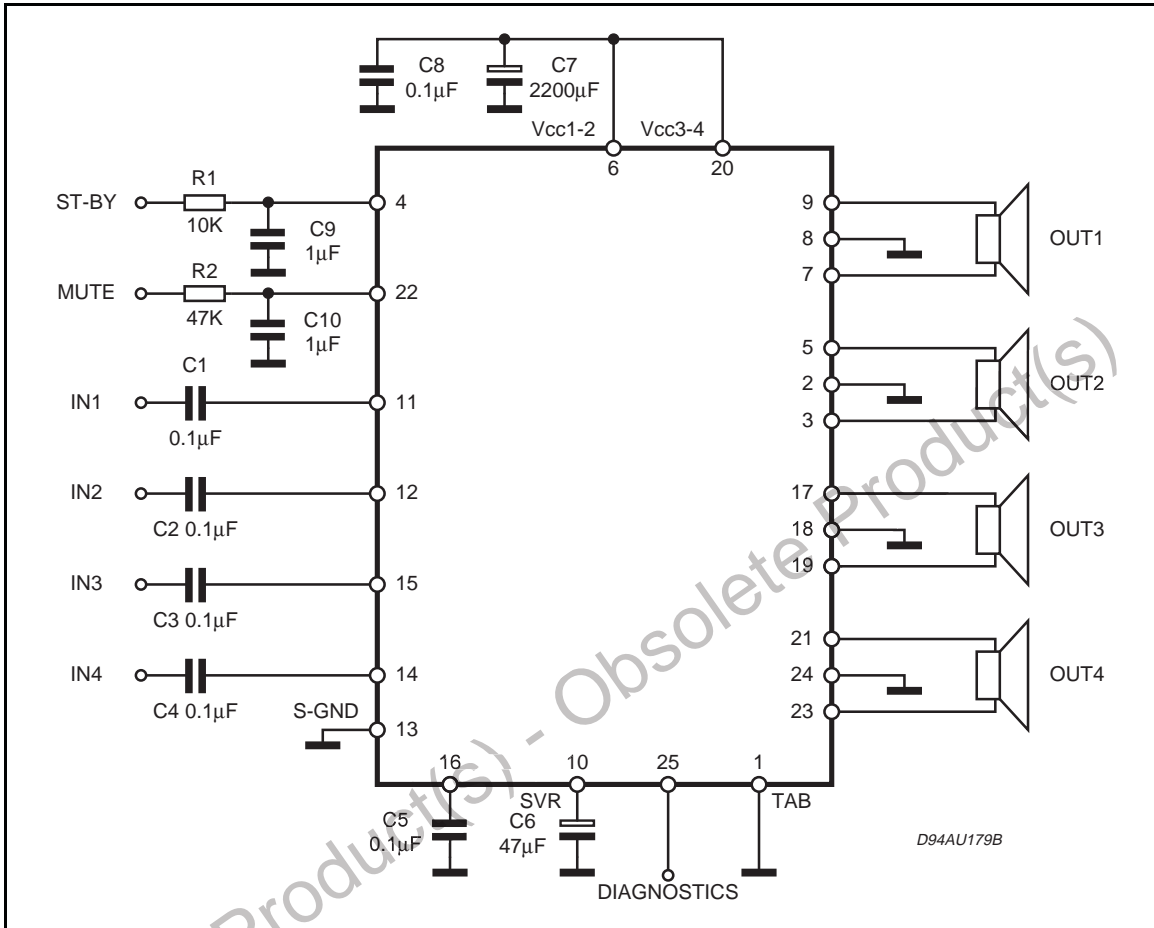 C8
0.1µF
C7
2200µF
Vcc1-2
Vcc3-4
6
20
ST-BY
R1
10K
4
C9
1µF
MUTE
R2
47K
22
C10
1µF
IN1
C1
0.1µF
11
IN2
C2 0.1µF
12
IN3
C3 0.1µF
15
IN4
C4 0.1µF
14
S-GND
13
9
8
7
OUT1
5
2
3
OUT2
17
18
19
OUT3
21
24
23
OUT4
16
10
25
1
SVR
TAB
C5
0.1µF
C6
47µF
DIAGNOSTICS
D94AU179B
Product(s) - Obsolete Product(s)